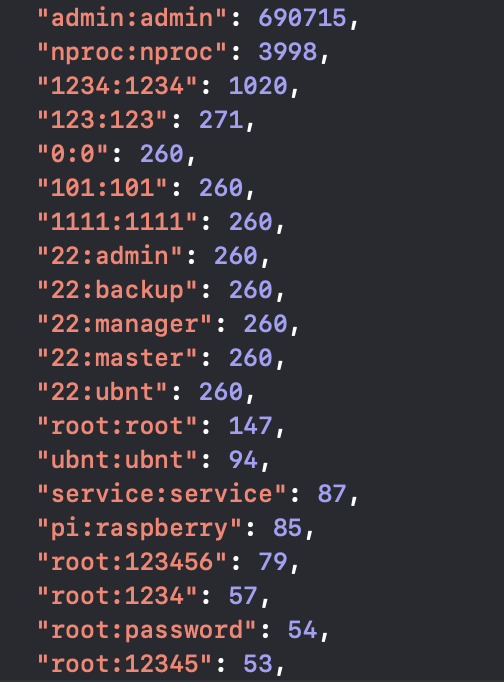 "admin:admin": 690715,
"nproc:nproc": 3998,
"1234:1234": 1020,
"123:123": 271,
"0:0": 260,
"101:101": 260,
"1111:1111": 260,
"22:admin": 260,
"22:backup": 260,
"22:manager": 260,
"22:master": 260,
"22:ubnt": 260,
"root:root": 147,
"ubnt:ubnt": 94,
"service:service": 87,
"pi:raspberry": 85,
"root:123456": 79,
"root:1234": 57,
"root:password": 54,
"root:12345": 53,